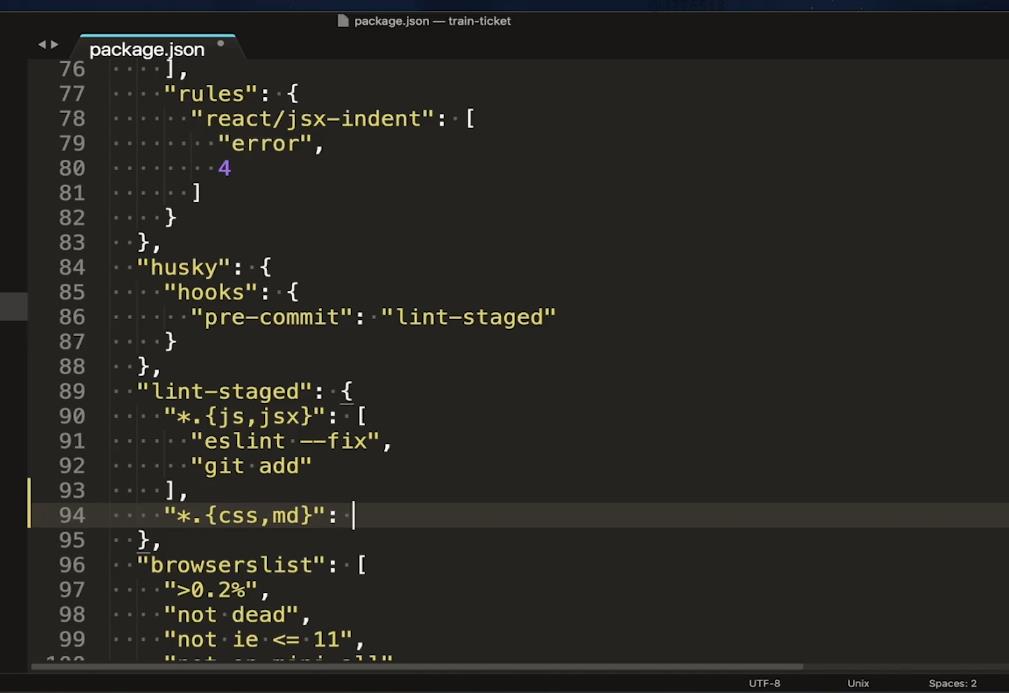 package.json — train-ticket
package.json
76 ],
77 "rules": {
78 "react/jsx-indent": [
79 "error",
80 4
81 ]
82 }
83 },
84 "husky": {
85 "hooks": {
86 "pre-commit": "lint-staged"
87 }
88 },
89 "lint-staged": {
90 "*.{js,jsx}": [
91 "eslint --fix",
92 "git add"
93 ],
94 "*.{css,md}":
95 },
96 "browserslist": [
97 ">0.2%",
98 "not dead",
99 "not ie <= 11",
UTF-8 Unix Spaces: 2